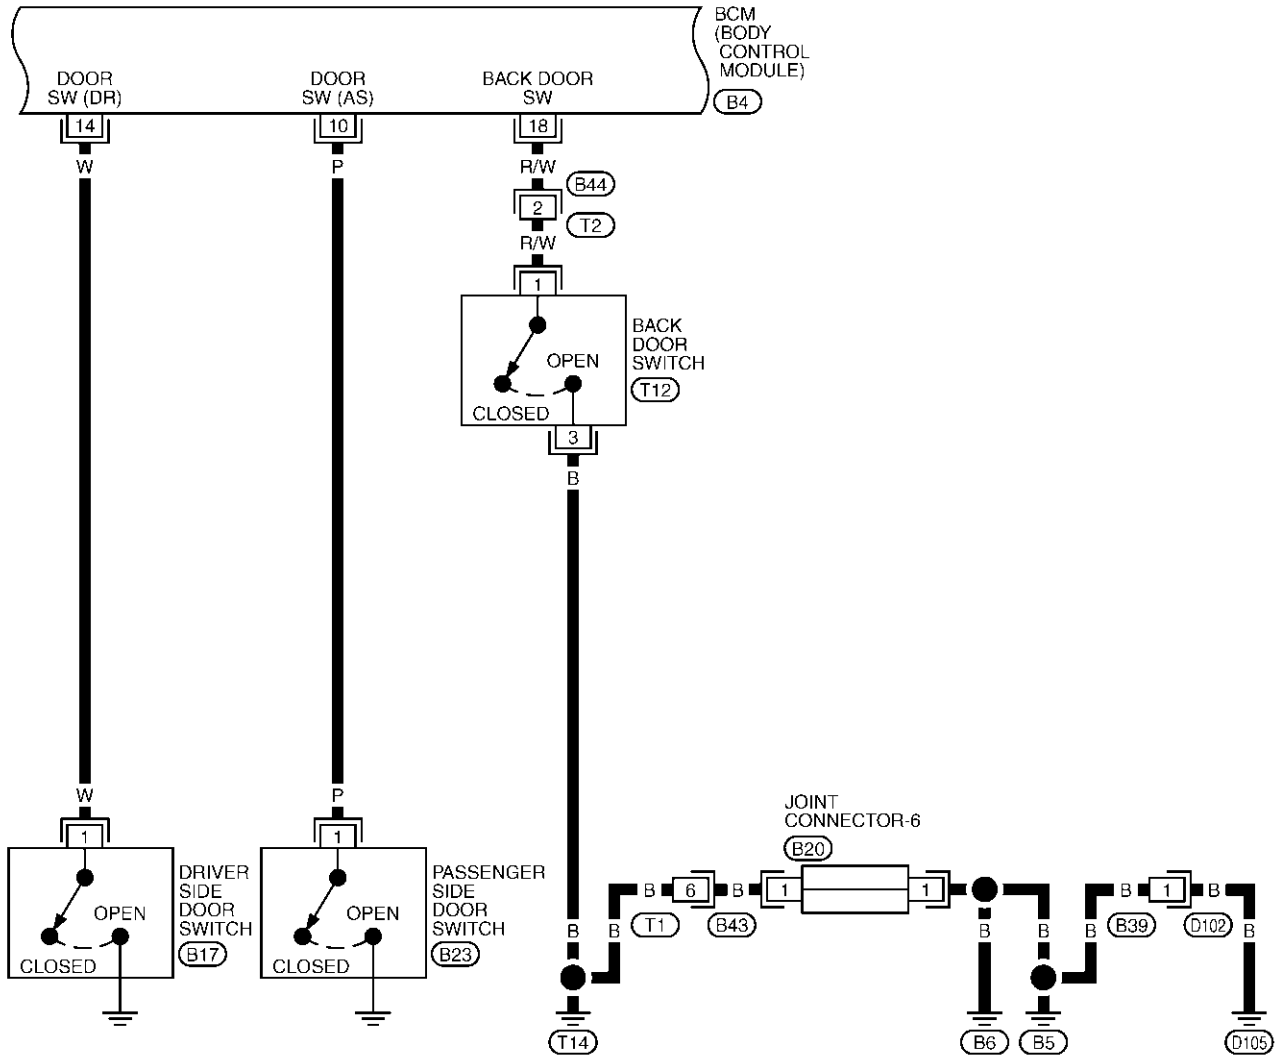 BCM
(BODY
CONTROL
MODULE)
B4
DOOR
SW (DR)
DOOR
SW (AS)
BACK DOOR
SW
14
10
18
W
P
R/W
B44
2
T2
R/W
1
BACK
DOOR
SWITCH
T12
OPEN
CLOSED
3
B
W
P
1
DRIVER
SIDE
DOOR
SWITCH
B17
OPEN
CLOSED
1
PASSENGER
SIDE
DOOR
SWITCH
B23
OPEN
CLOSED
JOINT
CONNECTOR-6
B20
B
6
B
1
1
B
1
B
T1
B43
B39
D102
B
B
B
B
B
B
T14
B6
B5
D105